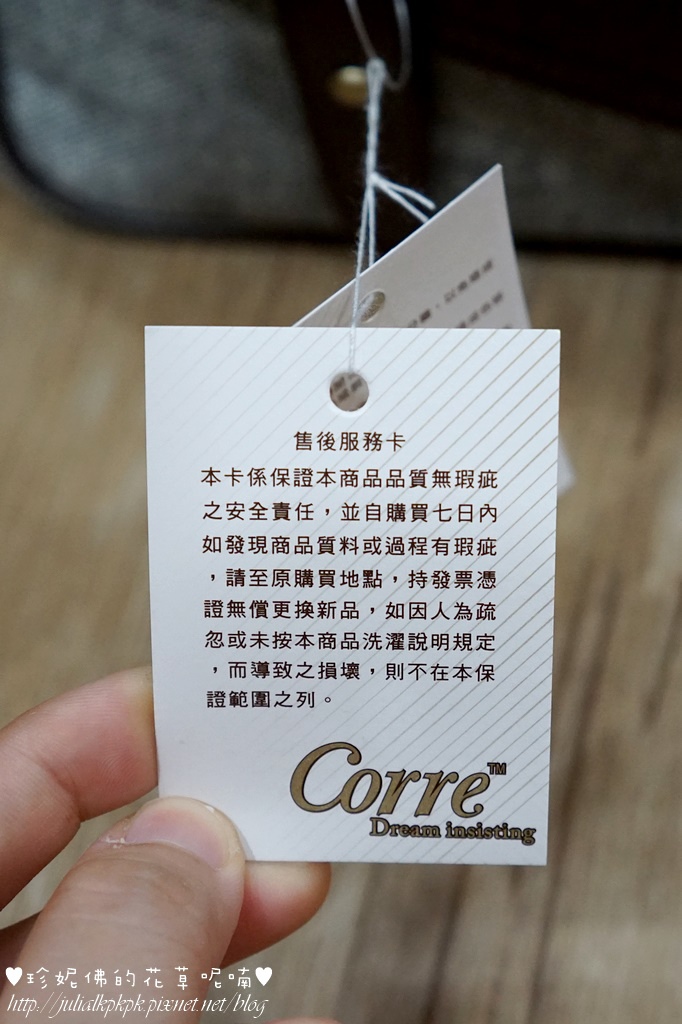 售後服務卡
本卡係保證本商品品質無瑕疵
之安全責任，並自購買七日內
如發現商品質料或過程有瑕疵
，請至原購買地點，持發票憑
證無償更換新品，如因人為疏
忽或未按本商品洗濯說明規定
，而導致之損壞，則不在本保
證範圍之列。
Corre™
Dream insisting
♥珍妮佛的花草呢喃♥
http://julialkpkpk.pixnet.net/blog